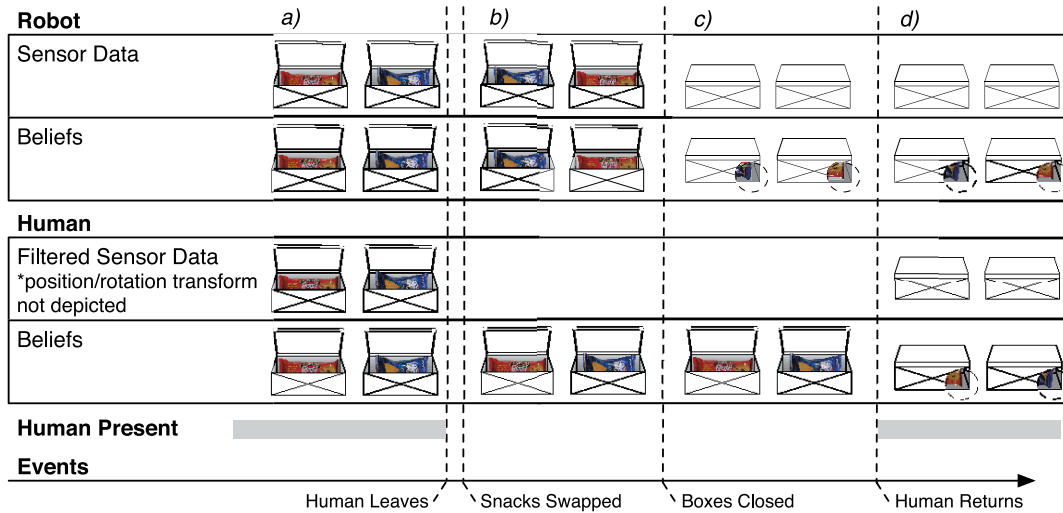 Robot a) b) c) d)
Sensor Data
Beliefs
Human
Filtered Sensor Data
*position/rotation transform
not depicted
Beliefs
Human Present
Events
Human Leaves Snacks Swapped Boxes Closed Human Returns